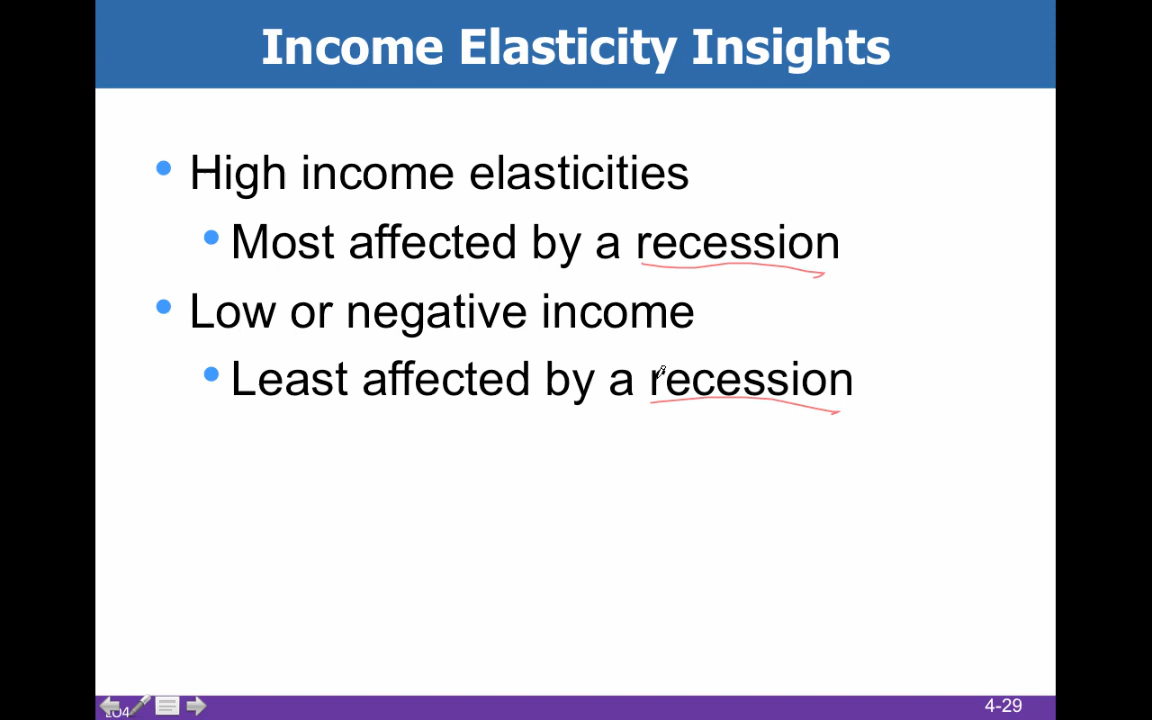 Income Elasticity Insights
• High income elasticities
• Most affected by a recession
• Low or negative income
• Least affected by a recession
LO4
4-29